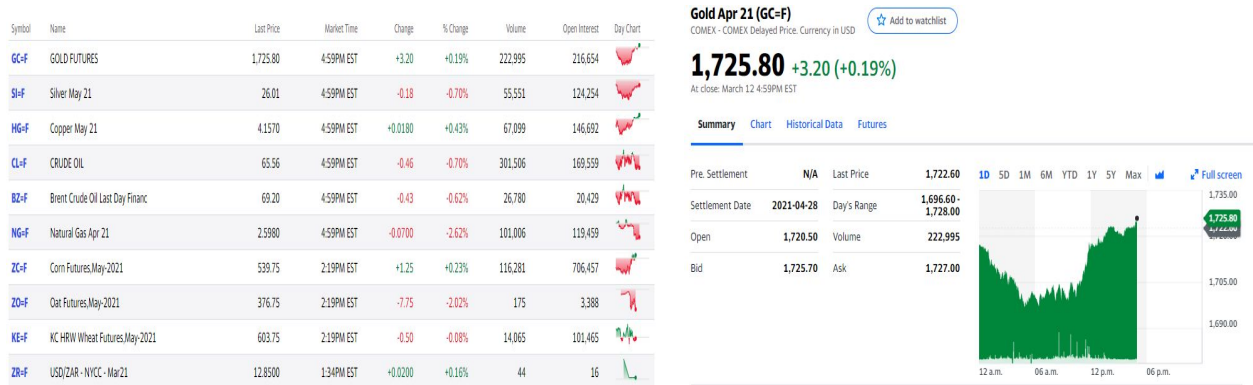 Symbol Name Last Price Market Time Change % Change Volume Open Interest Day Chart
GC=F GOLD FUTURES 1,725.80 4:59PM EST +3.20 +0.19% 222,995 216,654
SI=F Silver May 21 26.01 4:59PM EST -0.18 -0.70% 55,551 124,254
HG=F Copper May 21 4.1570 4:59PM EST +0.0180 +0.43% 67,099 146,692
CL=F CRUDE OIL 65.56 4:59PM EST -0.46 -0.70% 301,506 169,559
BZ=F Brent Crude Oil Last Day Financ 69.20 4:59PM EST -0.43 -0.62% 26,780 20,429
NG=F Natural Gas Apr 21 2.5980 4:59PM EST -0.0700 -2.62% 101,006 119,459
ZC=F Corn Futures,May-2021 539.75 2:19PM EST +1.25 +0.23% 116,281 706,457
ZO=F Oat Futures,May-2021 376.75 2:19PM EST -7.75 -2.02% 175 3,388
KE=F KC HRW Wheat Futures,May-2021 603.75 2:19PM EST -0.50 -0.08% 14,065 101,465
ZR=F USD/ZAR - NYCC - Mar21 12.8500 1:34PM EST +0.0200 +0.16% 44 16
Gold Apr 21 (GC=F)
COMEX - COMEX Delayed Price. Currency in USD
Add to watchlist
1,725.80 +3.20 (+0.19%)
At close: March 12 4:59PM EST
Summary Chart Historical Data Futures
Pre. Settlement N/A Last Price 1,722.60
Settlement Date 2021-04-28 Day's Range 1,696.60 -
1,728.00
Open 1,720.50 Volume 222,995
Bid 1,725.70 Ask 1,727.00
1D 5D 1M 6M YTD 1Y 5Y Max Full screen
1,735.00
1,725.80
1,705.00
1,690.00
12 a.m. 06 a.m. 12 p.m. 06 p.m.